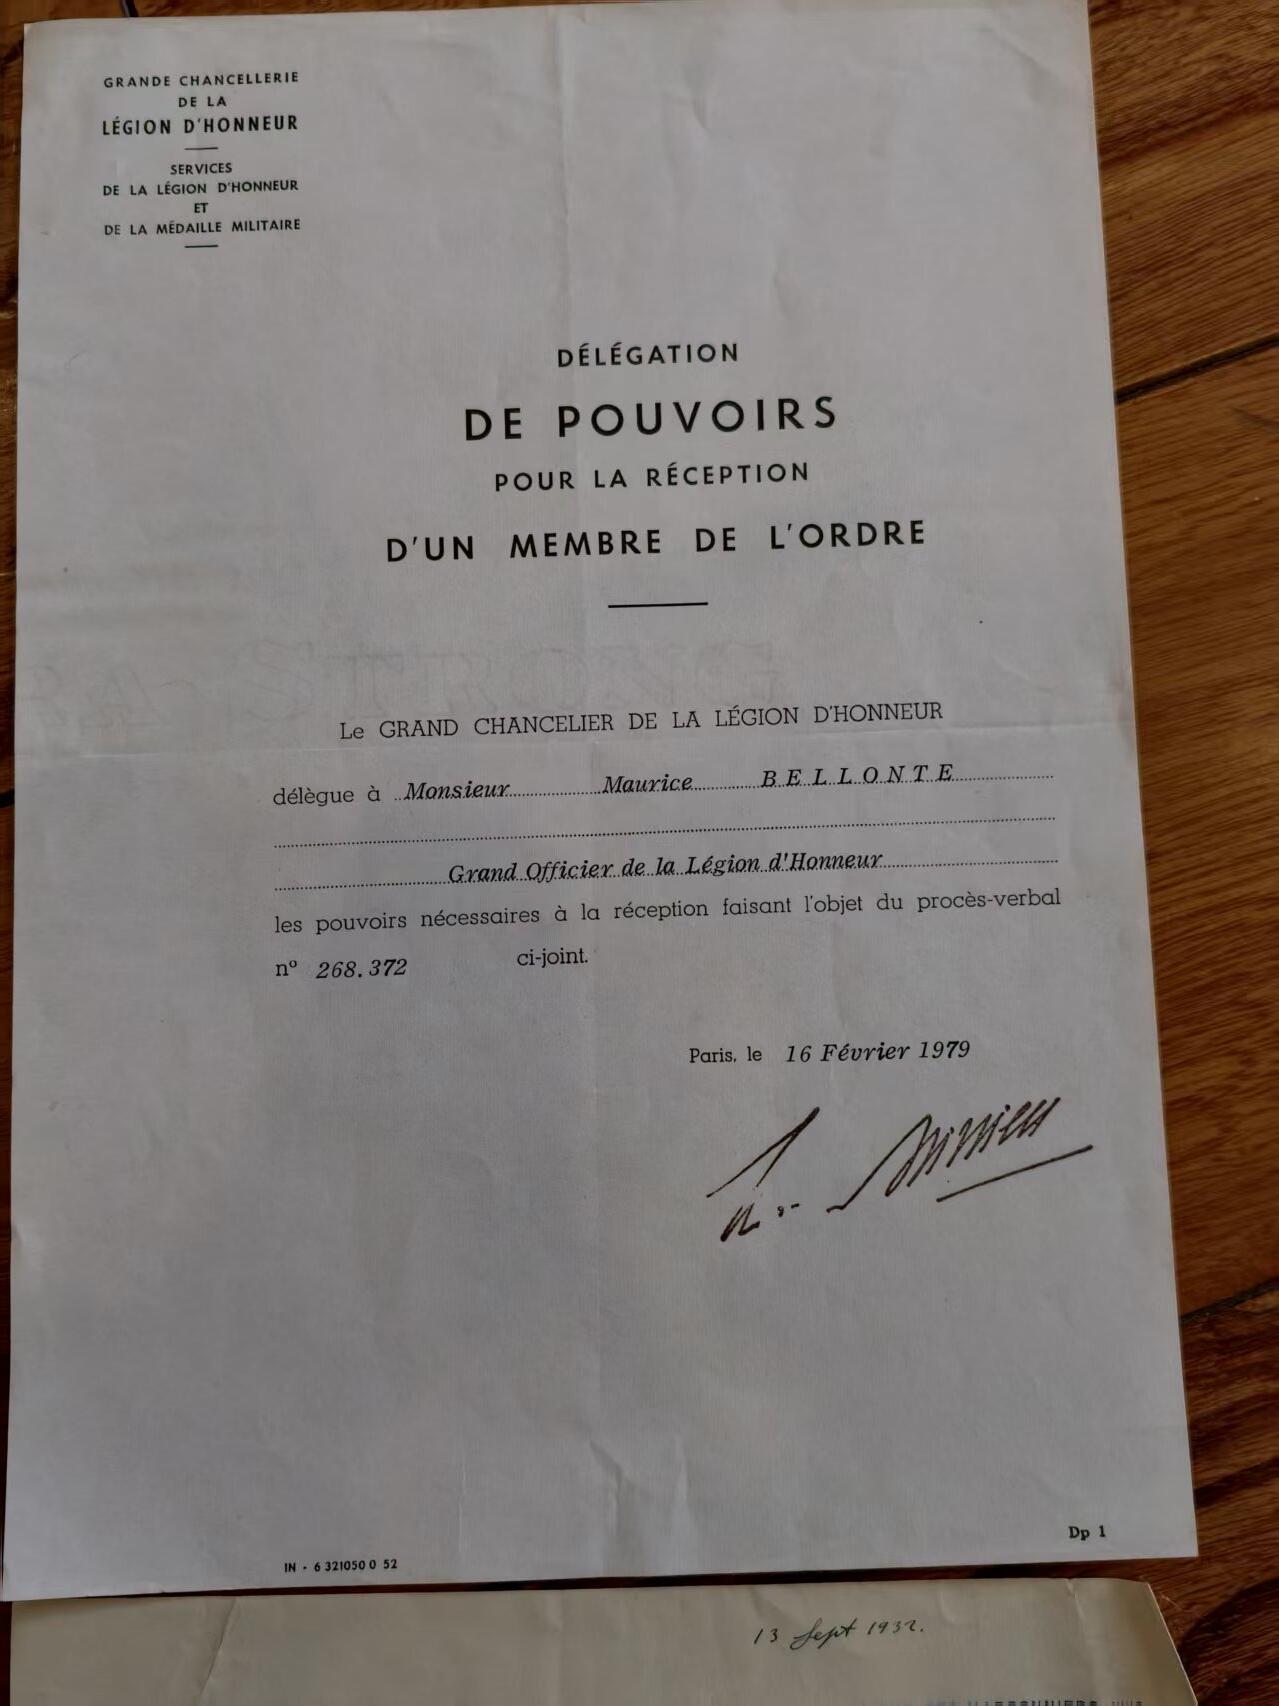 GRANDE CHANCELLERIE
DE LA
LÉGION D'HONNEUR
SERVICES
DE LA LÉGION D'HONNEUR
ET
DE LA MÉDAILLE MILITAIRE
DÉLÉGATION
DE POUVOIRS
POUR LA RÉCEPTION
D'UN MEMBRE DE L'ORDRE
Le GRAND CHANCELIER DE LA LÉGION D'HONNEUR
délègue à Monsieur Maurice BELLONTE
Grand Officier de la Légion d'Honneur
les pouvoirs nécessaires à la réception faisant l'objet du procès-verbal
nº 268.372 ci-joint.
Paris, le 16 Février 1979
Dp 1
IN - 6 321050 0 52
13 Sept 1932.